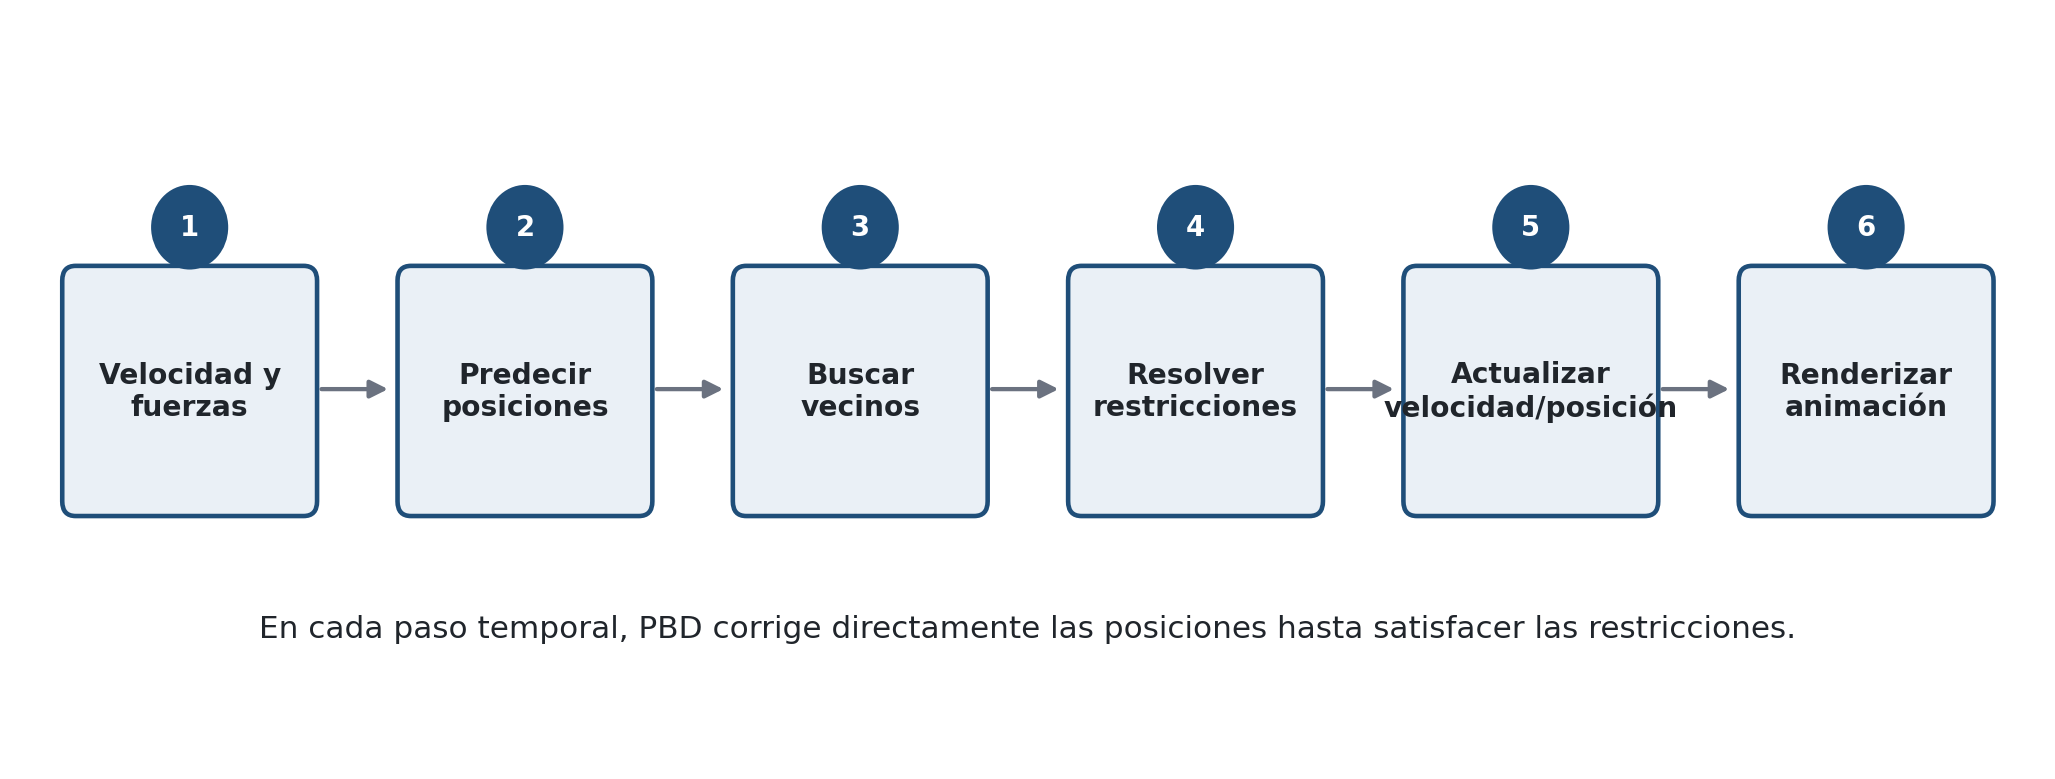 1
2
3
4
5
6
Velocidad y
fuerzas
Predecir
posiciones
Buscar
vecinos
Resolver
restricciones
Actualizar
velocidad/posición
Renderizar
animación
En cada paso temporal, PBD corrige directamente las posiciones hasta satisfacer las restricciones.